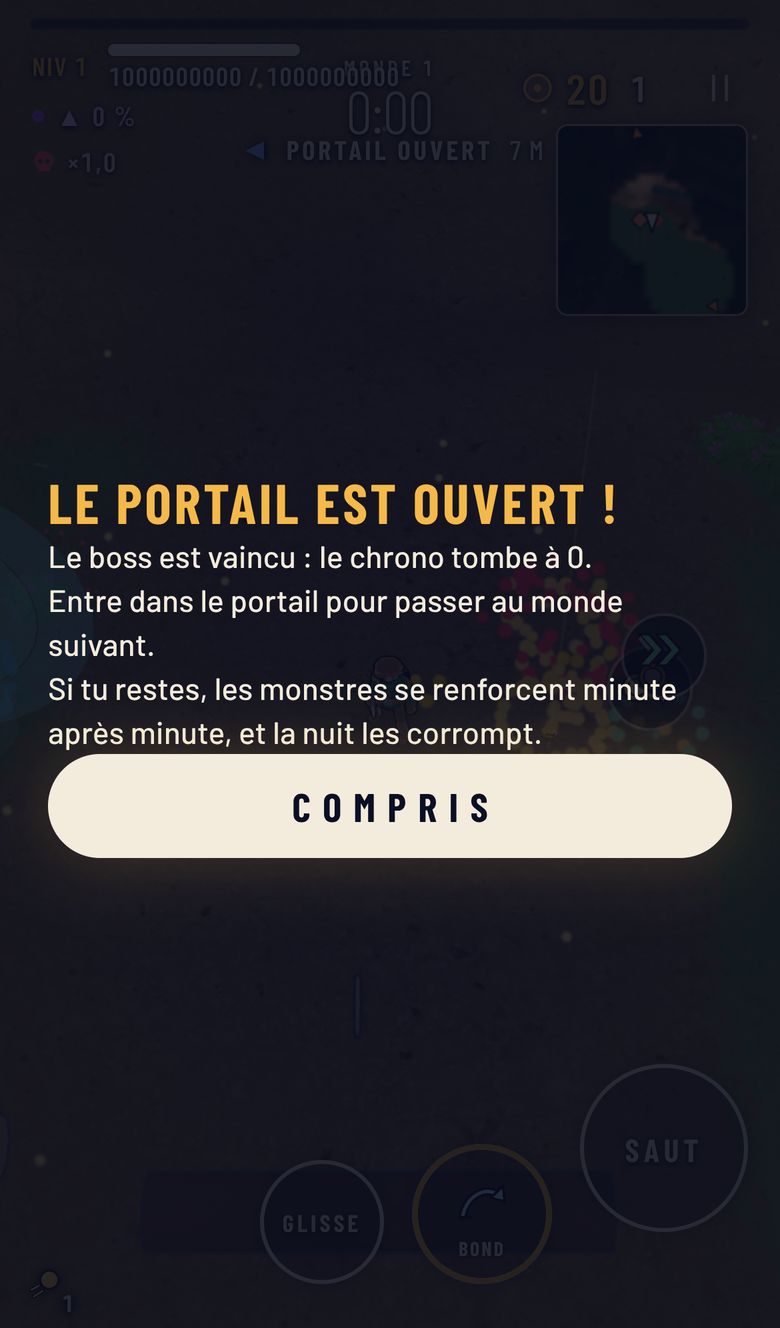 NIV 1
1000000000 / 1000000000
MONDE 1
0:00
20 1
▲ 0 %
◀ PORTAIL OUVERT 7 M
×1,0
LE PORTAIL EST OUVERT !
Le boss est vaincu : le chrono tombe à 0.
Entre dans le portail pour passer au monde
suivant.
Si tu restes, les monstres se renforcent minute
après minute, et la nuit les corrompt.
COMPRIS
SAUT
GLISSE
BOND
1